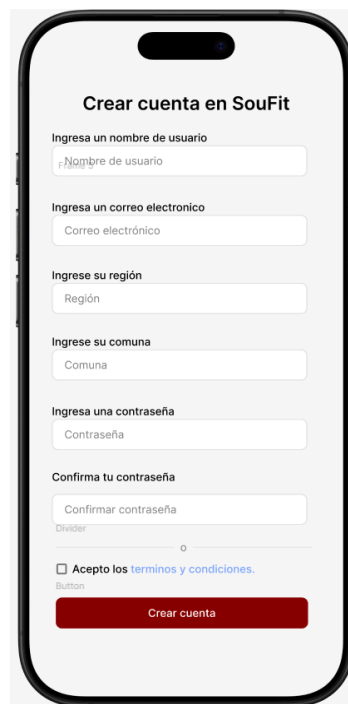 Crear cuenta en SouFit
Ingresa un nombre de usuario
Nombre de usuario
Frame 5
Ingresa un correo electronico
Correo electrónico
Ingrese su región
Región
Ingrese su comuna
Comuna
Ingresa una contraseña
Contraseña
Confirma tu contraseña
Confirmar contraseña
Divider
o
Acepto los terminos y condiciones.
Button
Crear cuenta